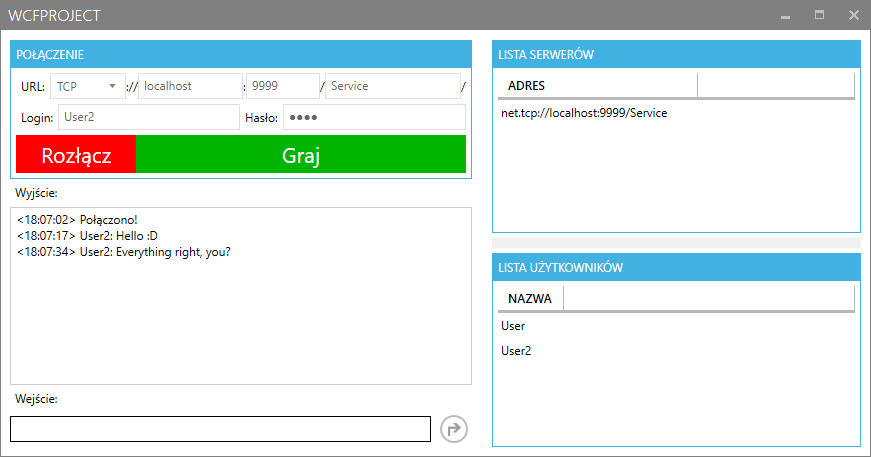 WCFPROJECT
POŁĄCZENIE
URL: TCP :// localhost : 9999 / Service /
Login: User2 Hasło: ●●●●
Rozłącz Graj
Wyjście:
<18:07:02> Połączono!
<18:07:17> User2: Hello :D
<18:07:34> User2: Everything right, you?
Wejście:
LISTA SERWERÓW
ADRES
net.tcp://localhost:9999/Service
LISTA UŻYTKOWNIKÓW
NAZWA
User
User2